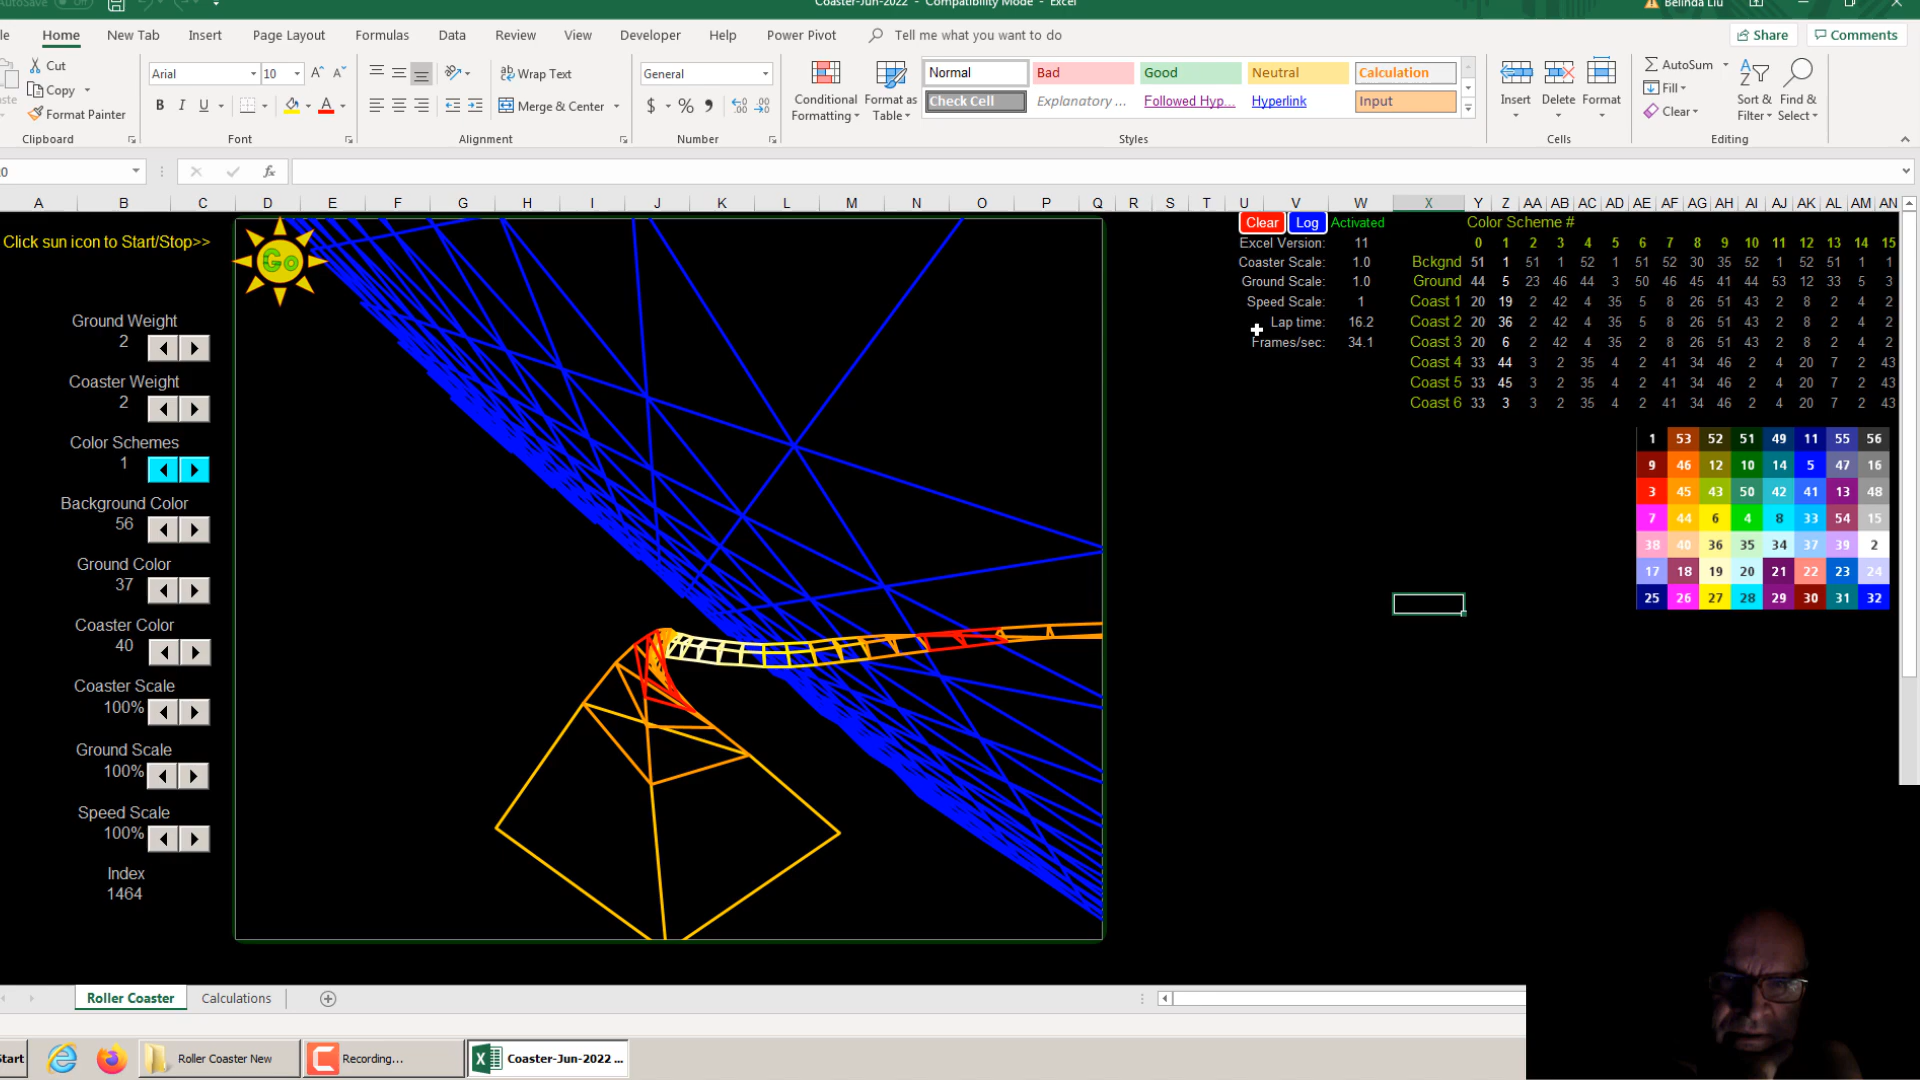 AutoSave Off
Coaster-Jun-2022 - Compatibility Mode - Excel
Belinda Liu
le Home New Tab Insert Page Layout Formulas Data Review View Developer Help Power Pivot Tell me what you want to do Share Comments
Cut
Copy
Format Painter
Clipboard
Arial 10
B I U
Font
Wrap Text
Merge & Center
Alignment
General
$ % ,
Number
Conditional Formatting
Format as Table
Normal Bad Good Neutral Calculation
Check Cell Explanatory ... Followed Hyp... Hyperlink Input
Styles
Insert Delete Format
Cells
AutoSum
Fill
Clear
Sort & Filter
Find & Select
Editing
fx
A B C D E F G H I J K L M N O P Q R S T U V W X Y Z AA AB AC AD AE AF AG AH AI AJ AK AL AM AN
Click sun icon to Start/Stop>>
Go
Ground Weight
2
Coaster Weight
2
Color Schemes
1
Background Color
56
Ground Color
37
Coaster Color
40
Coaster Scale
100%
Ground Scale
100%
Speed Scale
100%
Index
1464
Clear Log Activated
Excel Version: 11
Coaster Scale: 1.0
Ground Scale: 1.0
Speed Scale: 1
Lap time: 16.2
Frames/sec: 34.1
Color Scheme #
0 1 2 3 4 5 6 7 8 9 10 11 12 13 14 15
Bckgnd 51 1 51 1 52 1 51 52 30 35 52 1 52 51 1 1
Ground 44 5 23 46 44 3 50 46 45 41 44 53 12 33 5 3
Coast 1 20 19 2 42 4 35 5 8 26 51 43 2 8 2 4 2
Coast 2 20 36 2 42 4 35 5 8 26 51 43 2 8 2 4 2
Coast 3 20 6 2 42 4 35 2 8 26 51 43 2 8 2 4 2
Coast 4 33 44 3 2 35 4 2 41 34 46 2 4 20 7 2 43
Coast 5 33 45 3 2 35 4 2 41 34 46 2 4 20 7 2 43
Coast 6 33 3 3 2 35 4 2 41 34 46 2 4 20 7 2 43
1 53 52 51 49 11 55 56
9 46 12 10 14 5 47 16
3 45 43 50 42 41 13 48
7 44 6 4 8 33 54 15
38 40 36 35 34 37 39 2
17 18 19 20 21 22 23 24
25 26 27 28 29 30 31 32
Roller Coaster Calculations
Start Roller Coaster New Recording... Coaster-Jun-2022 ...